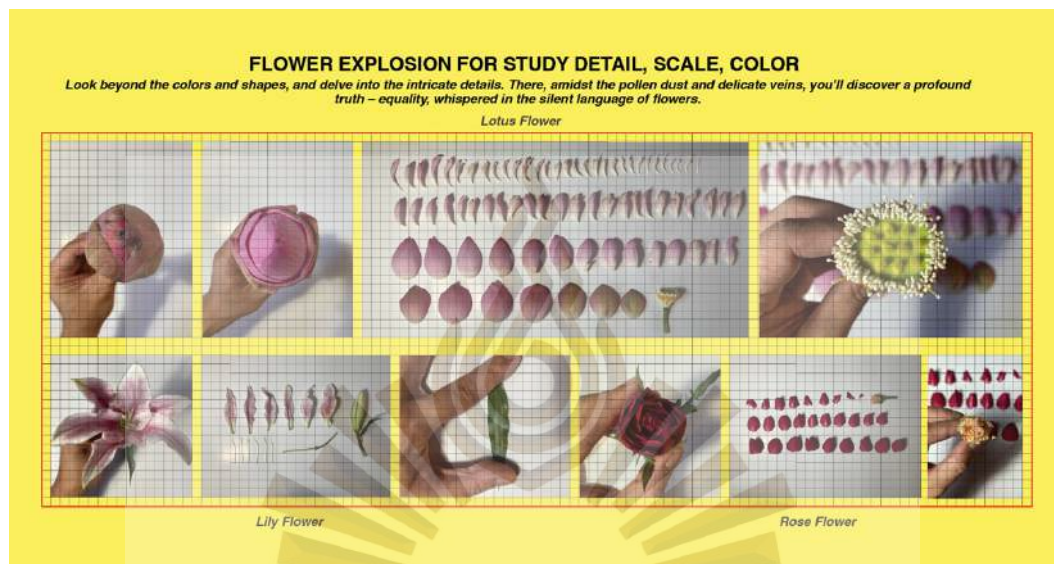 FLOWER EXPLOSION FOR STUDY DETAIL, SCALE, COLOR
Look beyond the colors and shapes, and delve into the intricate details. There, amidst the pollen dust and delicate veins, you'll discover a profound
truth – equality, whispered in the silent language of flowers.
Lotus Flower
Lily Flower
Rose Flower